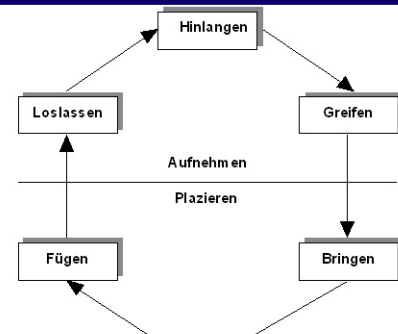 Hinlangen
Loslassen
Greifen
Aufnehmen
Plazieren
Fügen
Bringen